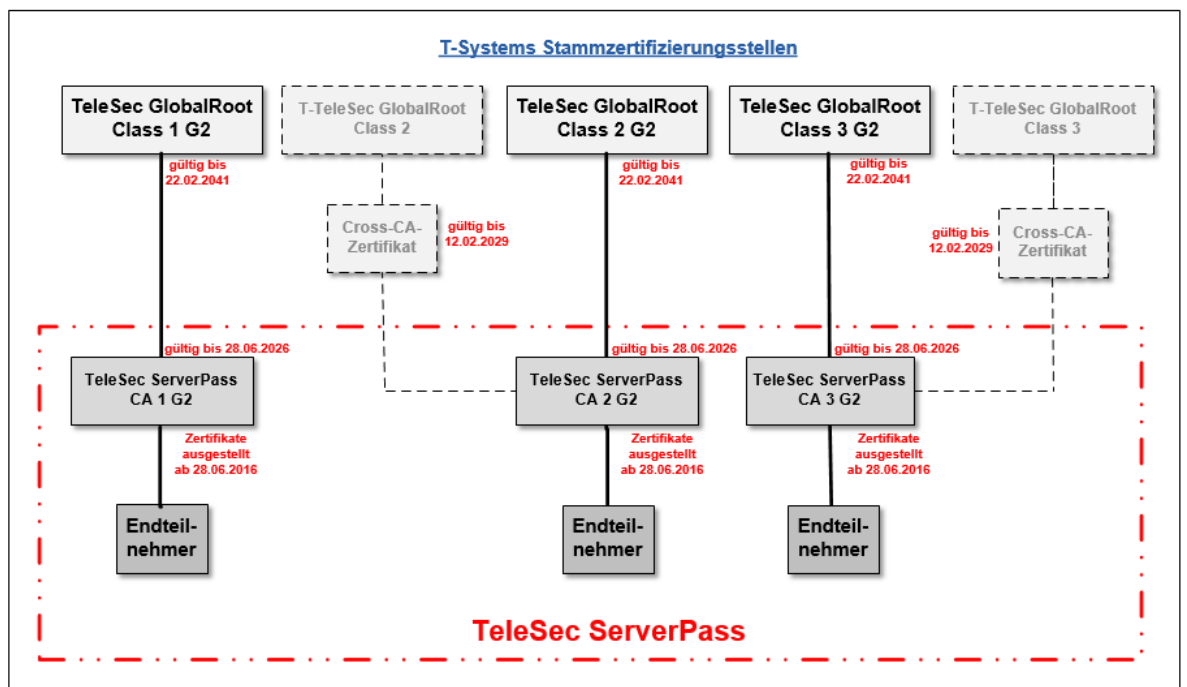 T-Systems Stammzertifizierungsstellen
TeleSec GlobalRoot
Class 1 G2
T-TeleSec GlobalRoot
Class 2
TeleSec GlobalRoot
Class 2 G2
TeleSec GlobalRoot
Class 3 G2
T-TeleSec GlobalRoot
Class 3
gültig bis
22.02.2041
gültig bis
22.02.2041
gültig bis
22.02.2041
Cross-CA-
Zertifikat
gültig bis
12.02.2029
gültig bis
12.02.2029
Cross-CA-
Zertifikat
gültig bis 28.06.2026
gültig bis 28.06.2026
gültig bis 28.06.2026
TeleSec ServerPass
CA 1 G2
TeleSec ServerPass
CA 2 G2
TeleSec ServerPass
CA 3 G2
Zertifikate
ausgestellt
ab 28.06.2016
Zertifikate
ausgestellt
ab 28.06.2016
Zertifikate
ausgestellt
ab 28.06.2016
Endteil-
nehmer
Endteil-
nehmer
Endteil-
nehmer
TeleSec ServerPass